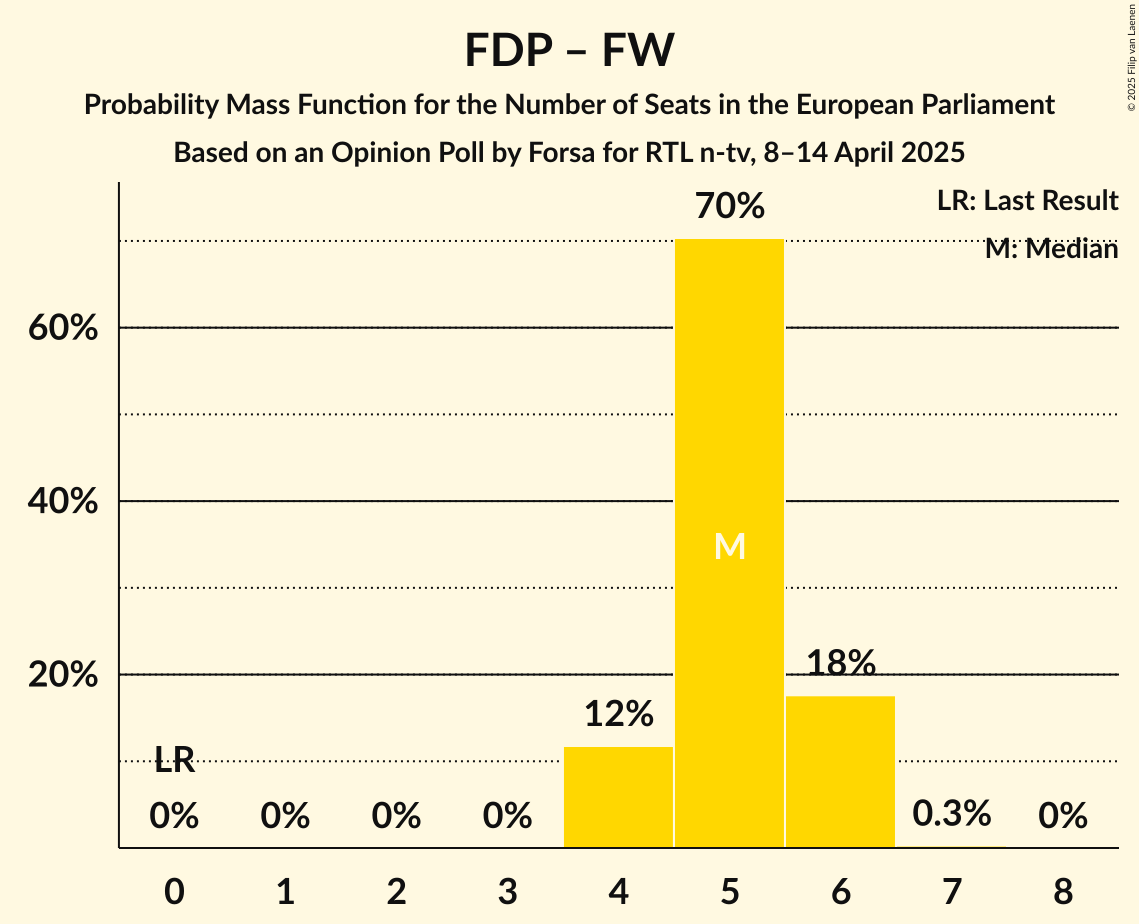 FDP – FW
Probability Mass Function for the Number of Seats in the European Parliament
Based on an Opinion Poll by Forsa for RTL n-tv, 8–14 April 2025
© 2025 Filip van Laenen
LR: Last Result
M: Median
70%
60%
40%
M
20%
18%
12%
LR
0%
0%
0%
0%
0.3%
0%
0
1
2
3
4
5
6
7
8